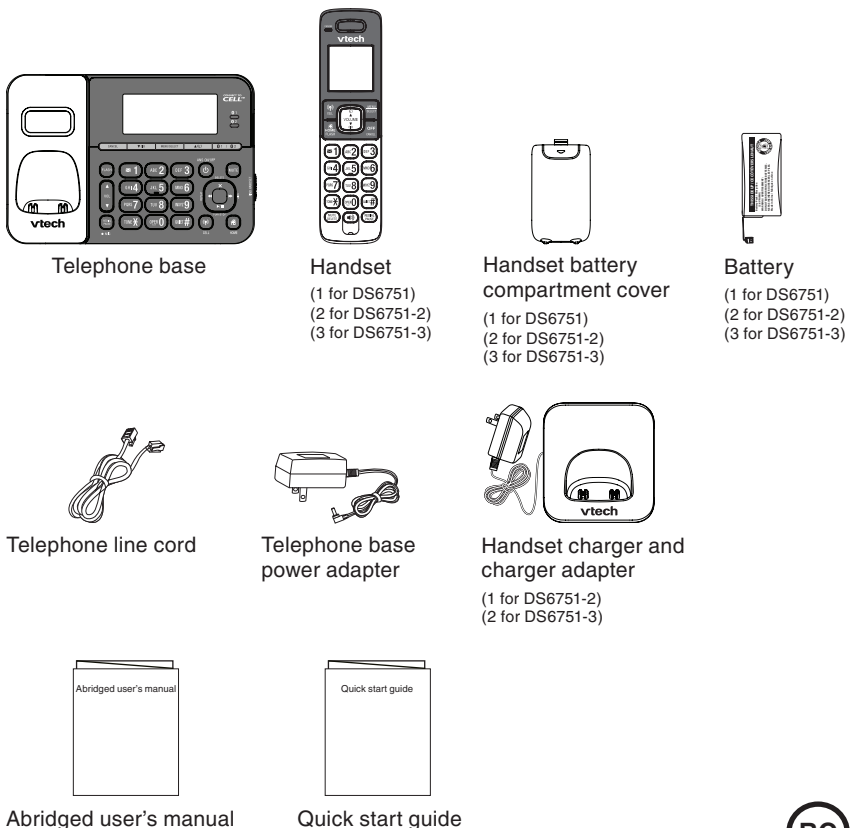 vtech
CELL
vtech
Telephone base
Handset
(1 for DS6751)
(2 for DS6751-2)
(3 for DS6751-3)
Handset battery
compartment cover
(1 for DS6751)
(2 for DS6751-2)
(3 for DS6751-3)
Battery
(1 for DS6751)
(2 for DS6751-2)
(3 for DS6751-3)
vtech
Telephone line cord
Telephone base
power adapter
Handset charger and
charger adapter
(1 for DS6751-2)
(2 for DS6751-3)
Abridged user's manual
Quick start guide
Abridged user's manual
Quick start guide